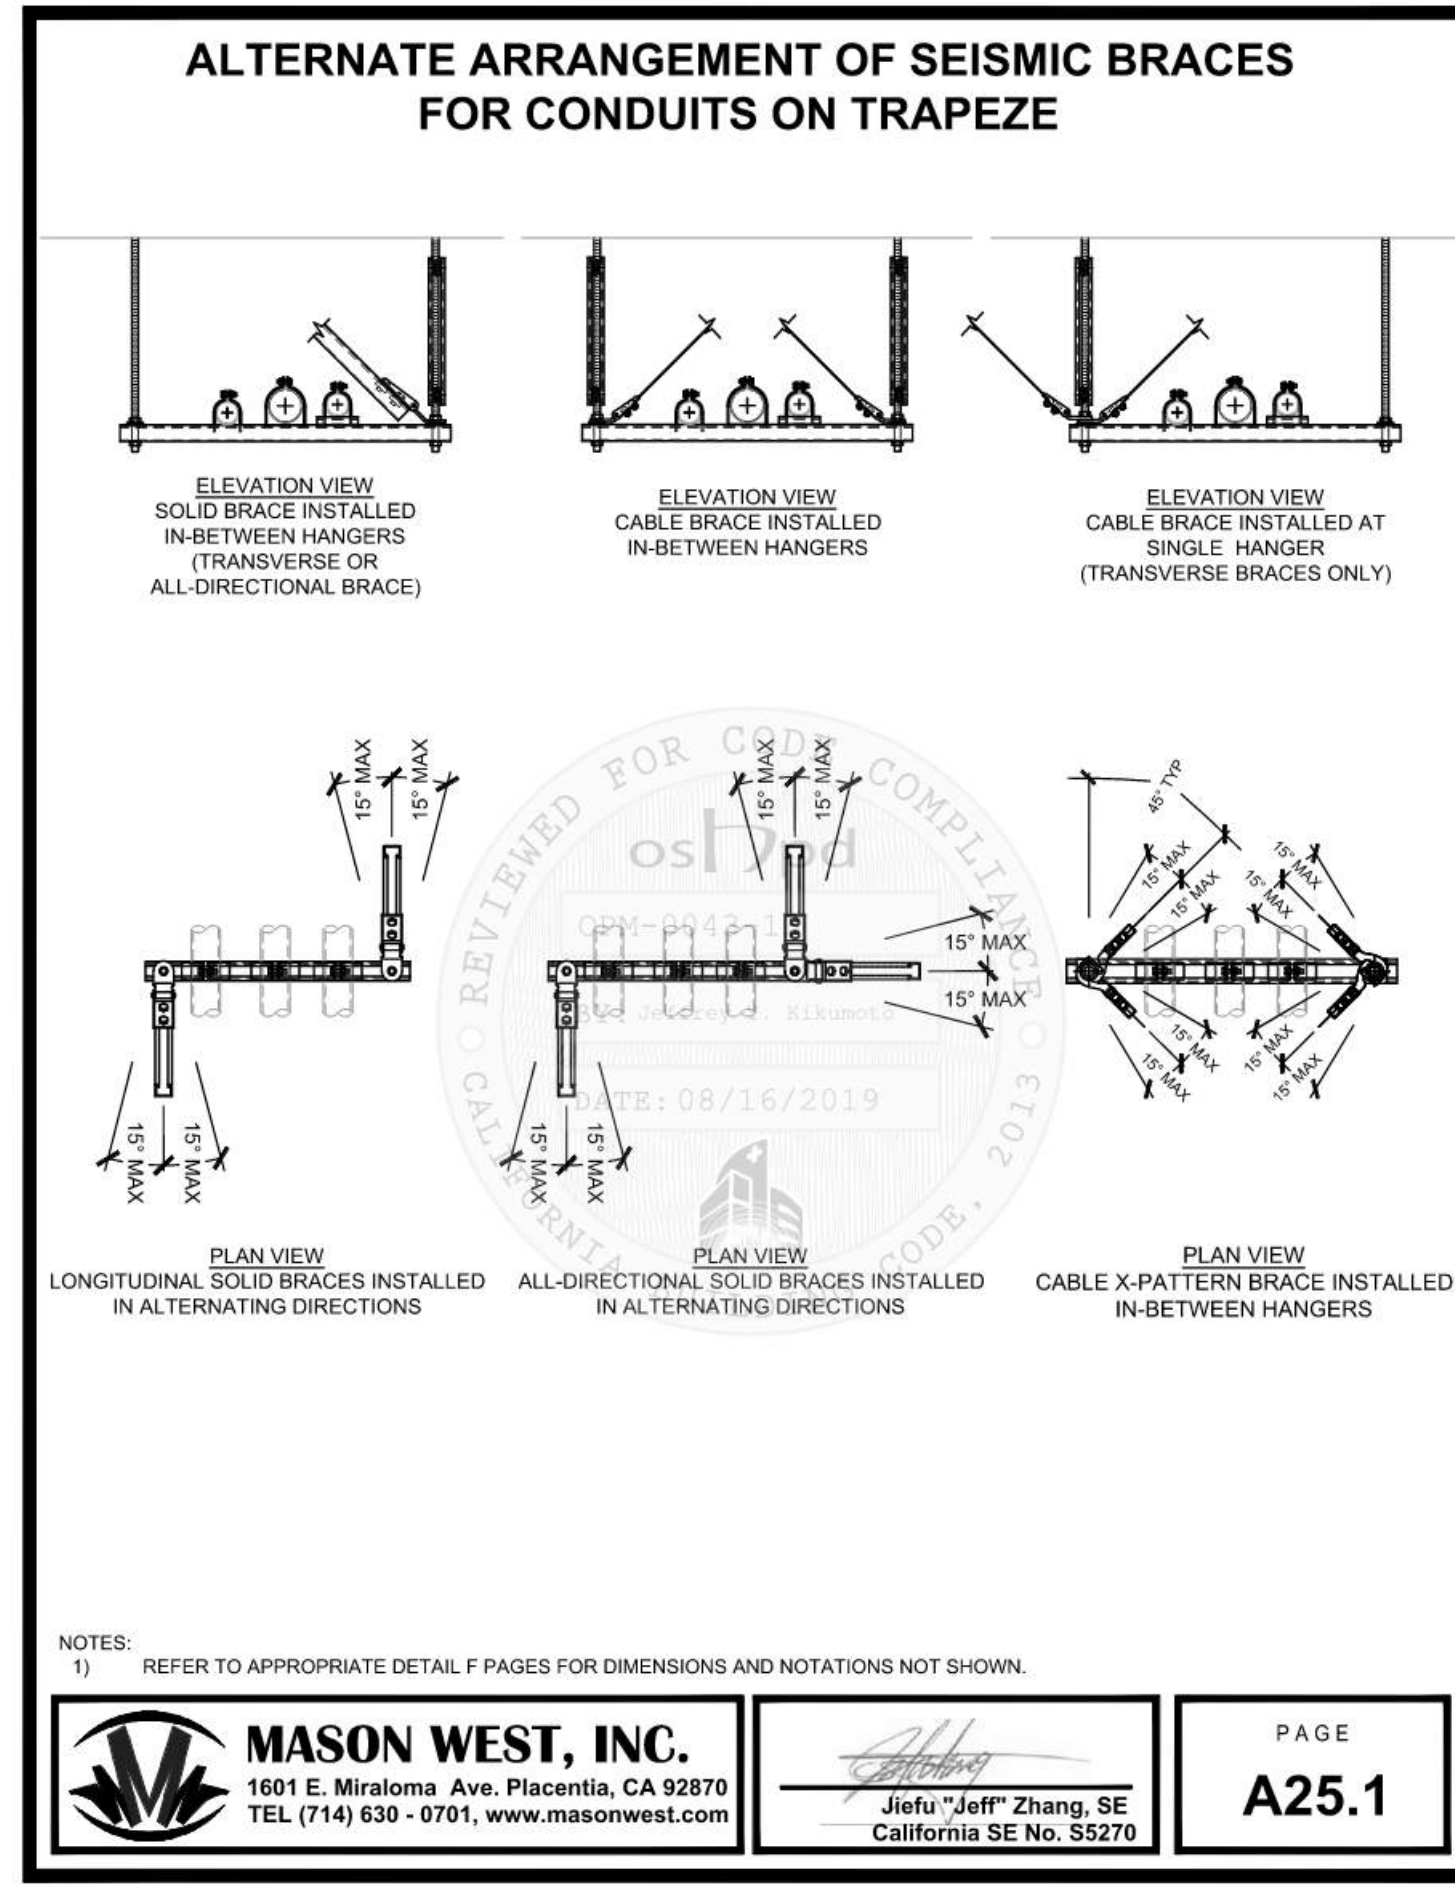 ALTERNATE ARRANGEMENT OF SEISMIC BRACES
FOR CONDUITS ON TRAPEZE
ELEVATION VIEW
SOLID BRACE INSTALLED
IN-BETWEEN HANGERS
(TRANSVERSE OR
ALL-DIRECTIONAL BRACE)
ELEVATION VIEW
CABLE BRACE INSTALLED
IN-BETWEEN HANGERS
ELEVATION VIEW
CABLE BRACE INSTALLED AT
SINGLE HANGER
(TRANSVERSE BRACES ONLY)
15° MAX
15° MAX
15° MAX
15° MAX
PLAN VIEW
LONGITUDINAL SOLID BRACES INSTALLED
IN ALTERNATING DIRECTIONS
15° MAX
15° MAX
15° MAX
15° MAX
15° MAX
15° MAX
PLAN VIEW
ALL-DIRECTIONAL SOLID BRACES INSTALLED
IN ALTERNATING DIRECTIONS
45° TYP
15° MAX
15° MAX
15° MAX
15° MAX
15° MAX
15° MAX
15° MAX
15° MAX
PLAN VIEW
CABLE X-PATTERN BRACE INSTALLED
IN-BETWEEN HANGERS
REVIEWED FOR CODE COMPLIANCE
oshpd
OPM-0043-1
BY: Jeffrey Y. Kikumoto
DATE: 08/16/2019
CALIFORNIA BUILDING CODE, 2013
NOTES:
1) REFER TO APPROPRIATE DETAIL F PAGES FOR DIMENSIONS AND NOTATIONS NOT SHOWN.
MASON WEST, INC.
1601 E. Miraloma Ave. Placentia, CA 92870
TEL (714) 630 - 0701, www.masonwest.com
Jiefu "Jeff" Zhang, SE
California SE No. S5270
PAGE
A25.1